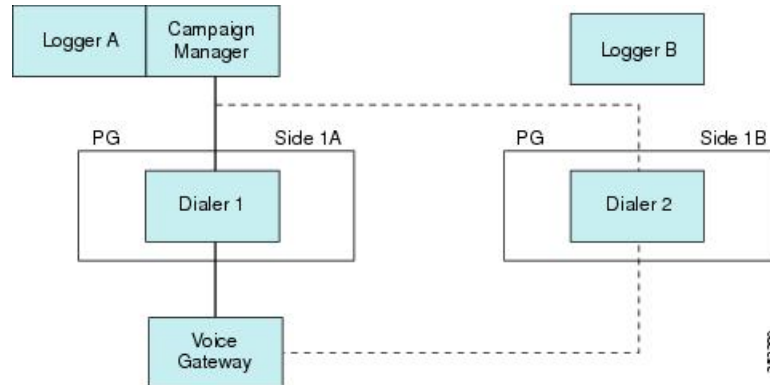 Logger A
Campaign
Manager
Logger B
PG
Side 1A
PG
Side 1B
Dialer 1
Dialer 2
Voice
Gateway